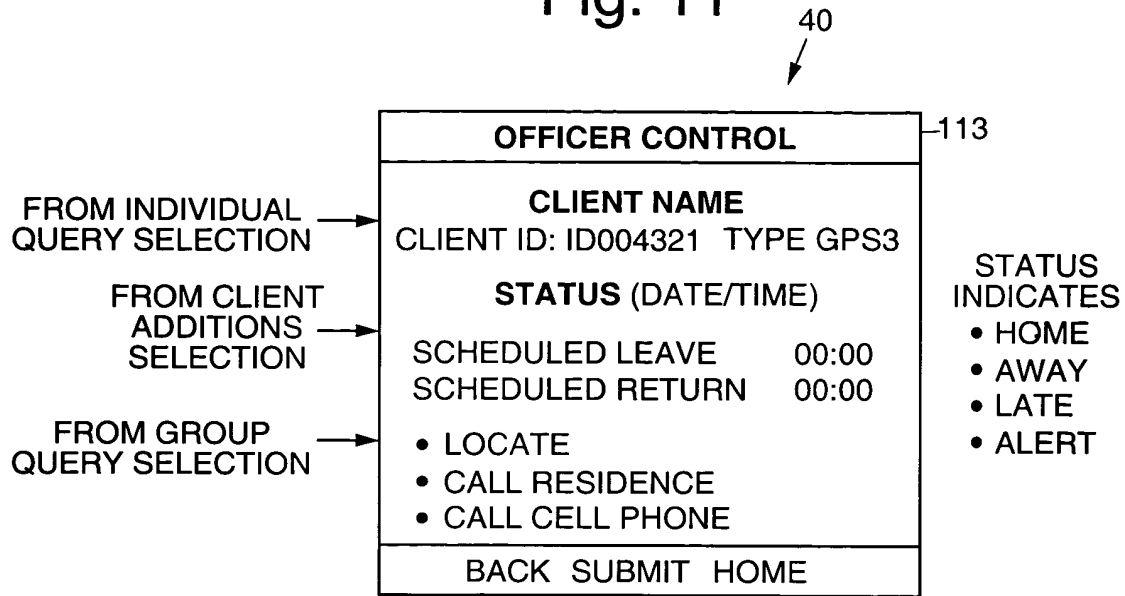 Fig. 11
40
OFFICER CONTROL
113
FROM INDIVIDUAL
QUERY SELECTION
CLIENT NAME
CLIENT ID: ID004321 TYPE GPS3
FROM CLIENT
ADDITIONS
SELECTION
STATUS (DATE/TIME)
SCHEDULED LEAVE 00:00
SCHEDULED RETURN 00:00
FROM GROUP
QUERY SELECTION
• LOCATE
• CALL RESIDENCE
• CALL CELL PHONE
BACK SUBMIT HOME
STATUS
INDICATES
• HOME
• AWAY
• LATE
• ALERT